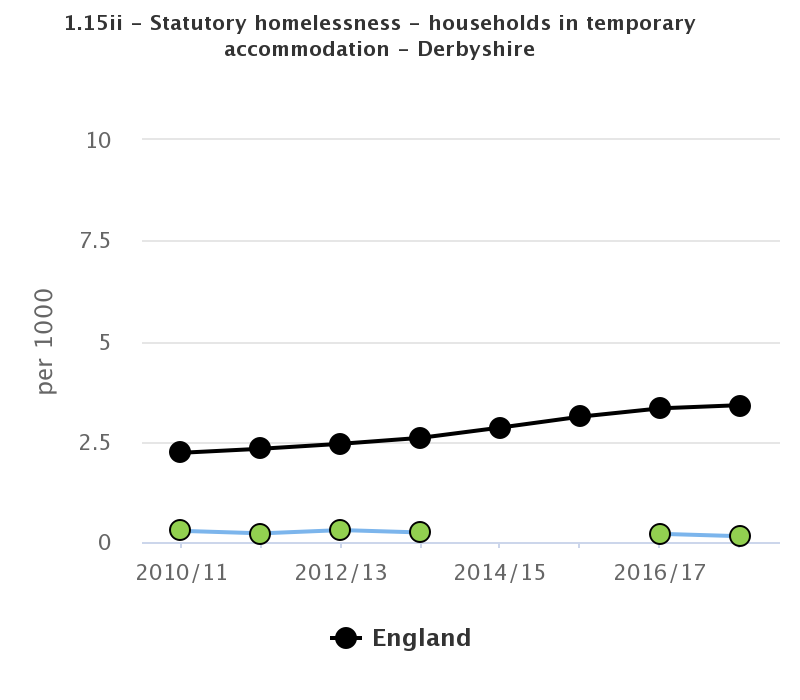 1.15ii – Statutory homelessness – households in temporary
accommodation – Derbyshire
10
7.5
5
2.5
0
per 1000
2010/11 2012/13 2014/15 2016/17
England